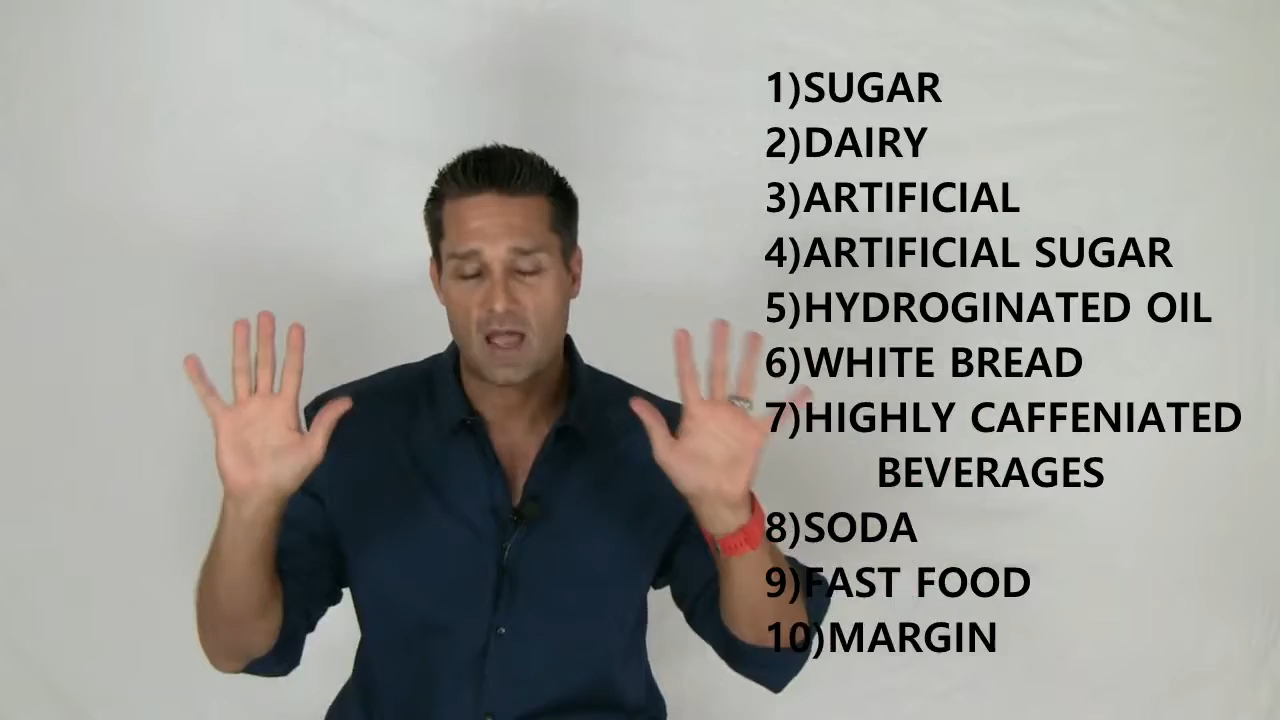 1)SUGAR
2)DAIRY
3)ARTIFICIAL
4)ARTIFICIAL SUGAR
5)HYDROGINATED OIL
6)WHITE BREAD
7)HIGHLY CAFFENIATED
BEVERAGES
8)SODA
9)FAST FOOD
10)MARGIN